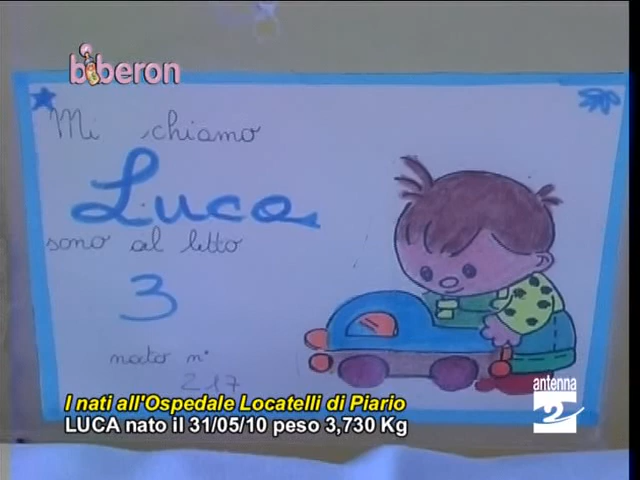 biberon
Mi chiamo
Luca
sono al letto
3
nato n°
217
I nati all'Ospedale Locatelli di Piario
LUCA nato il 31/05/10 peso 3,730 Kg
antenna
2